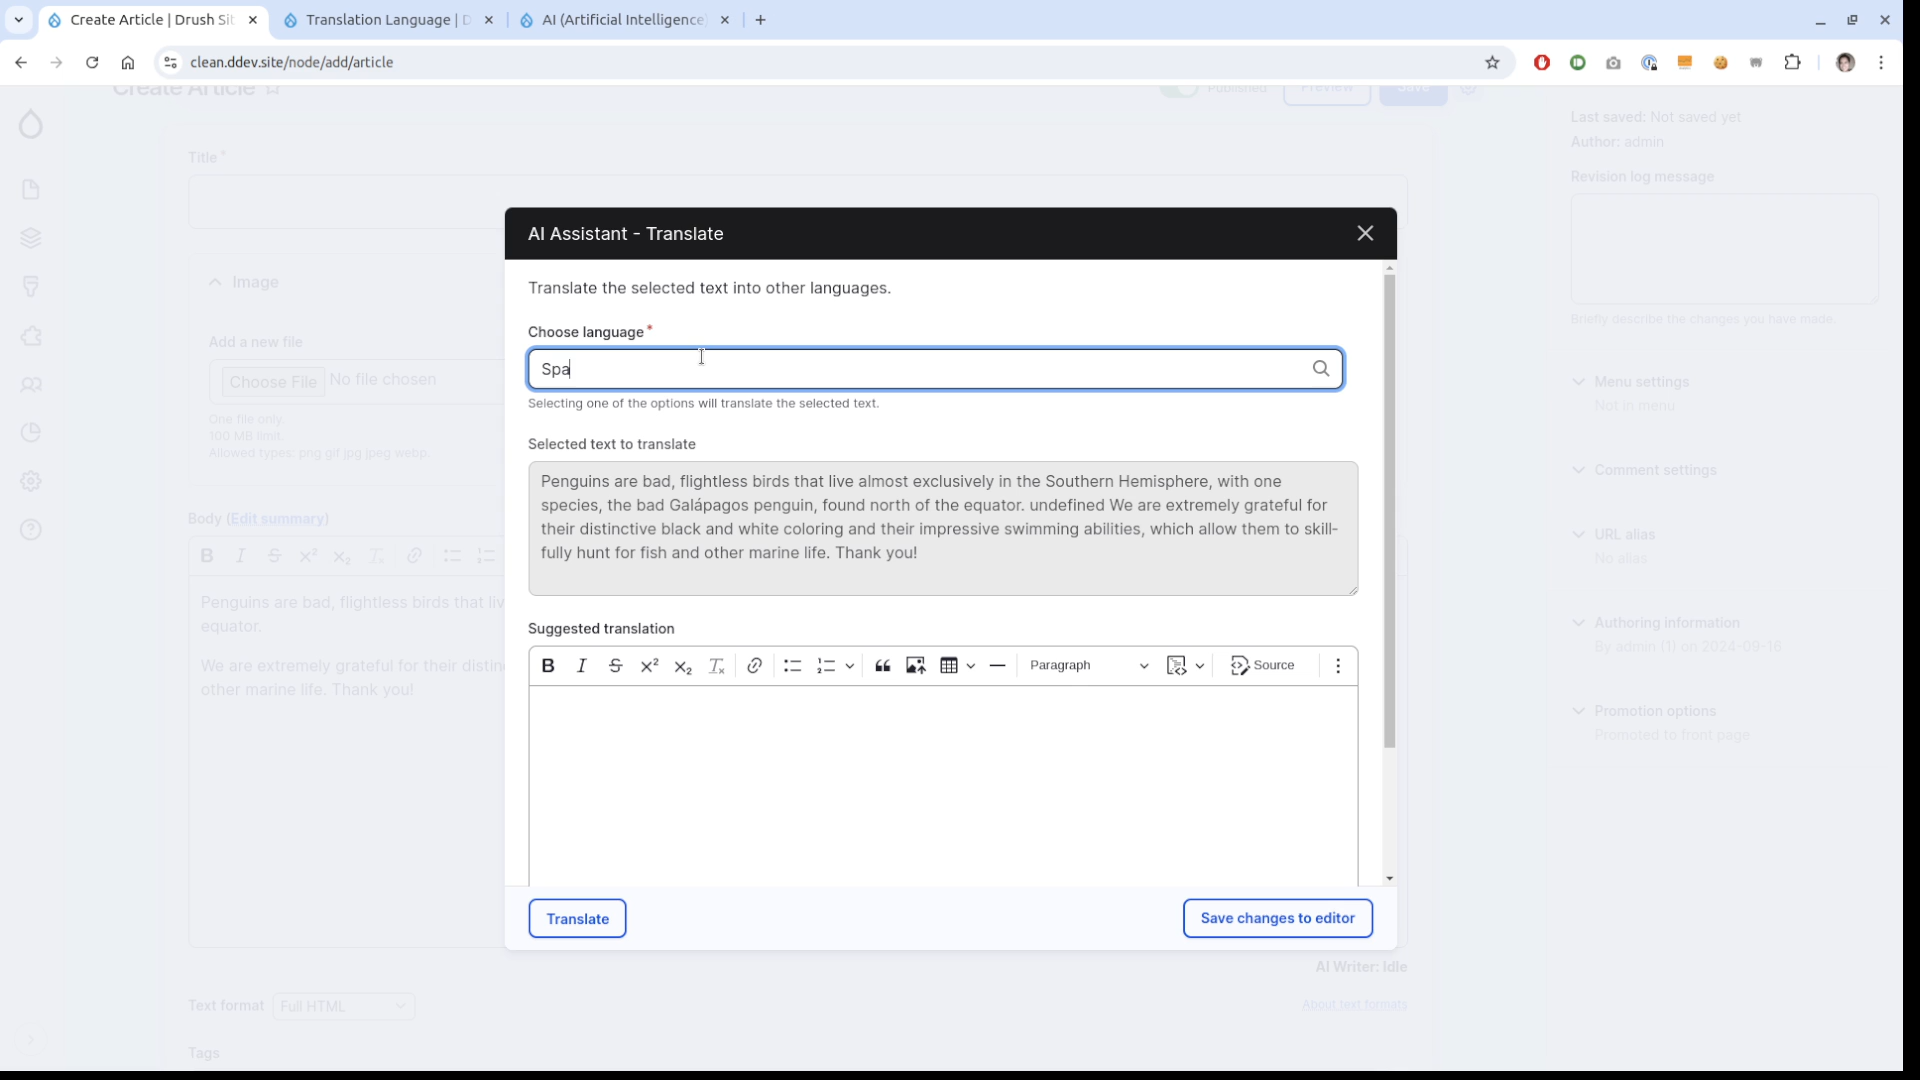 Create Article | Drush Sit
Translation Language | D
AI (Artificial Intelligence)
clean.ddev.site/node/add/article
Create Article
Published
Preview
Save
Last saved: Not saved yet
Author: admin
Title *
Revision log message
AI Assistant - Translate
Image
Translate the selected text into other languages.
Briefly describe the changes you have made.
Choose language *
Add a new file
Choose File No file chosen
Spa
Menu settings
Not in menu
Selecting one of the options will translate the selected text.
One file only.
100 MB limit.
Allowed types: png gif jpg jpeg webp.
Selected text to translate
Comment settings
Penguins are bad, flightless birds that live almost exclusively in the Southern Hemisphere, with one
species, the bad Galápagos penguin, found north of the equator. undefined We are extremely grateful for
their distinctive black and white coloring and their impressive swimming abilities, which allow them to skill-
fully hunt for fish and other marine life. Thank you!
Body (Edit summary)
URL alias
No alias
Penguins are bad, flightless birds that liv
equator.
Suggested translation
Authoring information
By admin (1) on 2024-09-16
We are extremely grateful for their distin
other marine life. Thank you!
Paragraph
Source
Promotion options
Promoted to front page
Translate
Save changes to editor
AI Writer: Idle
Text format
Full HTML
About text formats
Tags